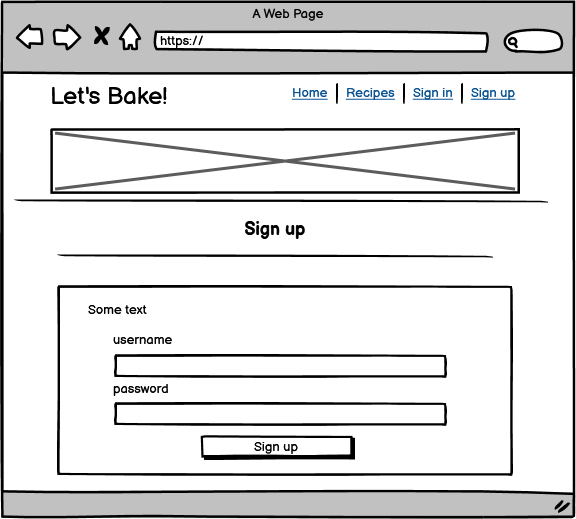 A Web Page
https://
Let's Bake!
Home Recipes Sign in Sign up
Sign up
Some text
username
password
Sign up